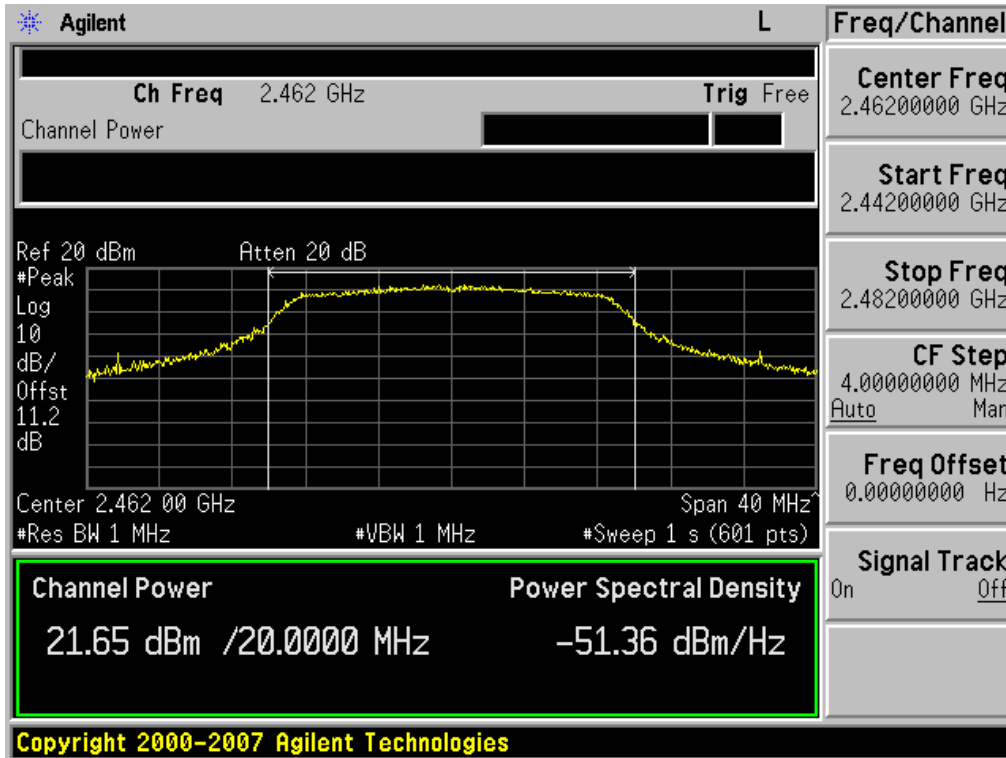 Agilent L
Ch Freq 2.462 GHz Trig Free
Channel Power
Ref 20 dBm Atten 20 dB
#Peak
Log
10
dB/
Offst
11.2
dB
Center 2.462 00 GHz Span 40 MHz^
#Res BW 1 MHz #VBW 1 MHz #Sweep 1 s (601 pts)
Channel Power Power Spectral Density
21.65 dBm /20.0000 MHz -51.36 dBm/Hz
Copyright 2000-2007 Agilent Technologies
Freq/Channel
Center Freq
2.46200000 GHz
Start Freq
2.44200000 GHz
Stop Freq
2.48200000 GHz
CF Step
4.00000000 MHz
Auto Man
Freq Offset
0.00000000 Hz
Signal Track
On Off